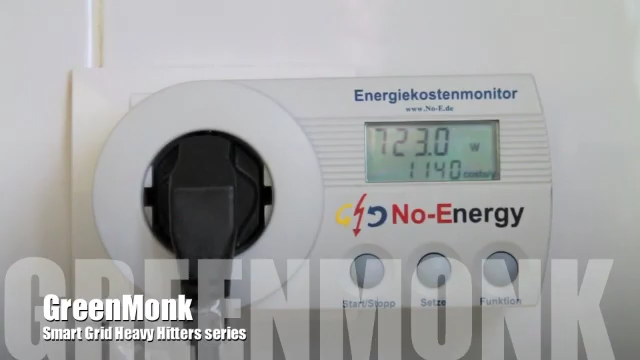 Energiekostenmonitor
www.No-E.de
723.0 W
1140
No-Energy
Start/Stopp Setze Funktion
GREENMONK
GreenMonk
Smart Grid Heavy Hitters series